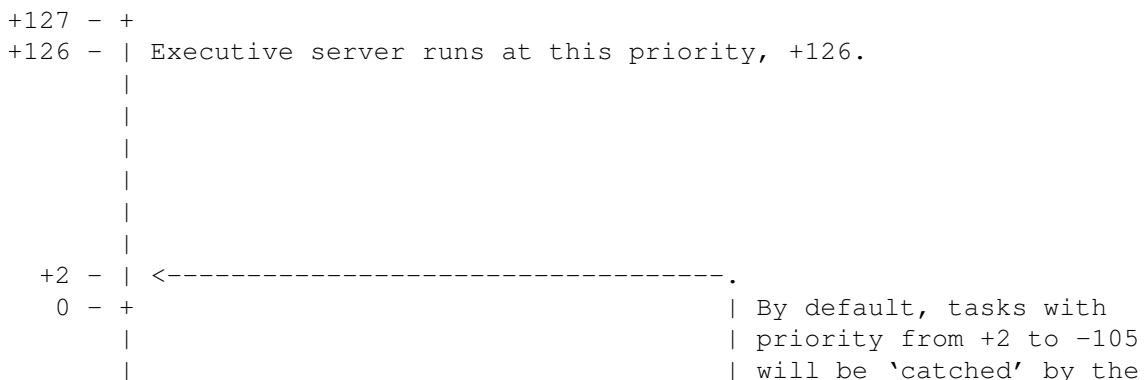 +127 - +
+126 - | Executive server runs at this priority, +126.
|
|
|
|
|
|
+2 - | <-----------------------------------.
0 - + | By default, tasks with
| | priority from +2 to -105
| | will be ‘catched’ by the